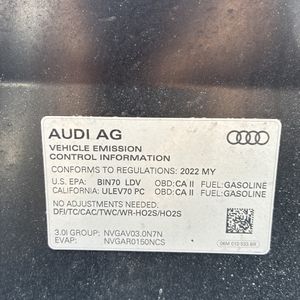 AUDI AG
VEHICLE EMISSION
CONTROL INFORMATION
CONFORMS TO REGULATIONS: 2022 MY
U.S. EPA: BIN70 LDV OBD: CA II FUEL: GASOLINE
CALIFORNIA: ULEV70 PC OBD: CA II FUEL: GASOLINE
NO ADJUSTMENTS NEEDED.
DFI/TC/CAC/TWC/WR-HO2S/HO2S
3.0l GROUP: NVGAV03.0N7N
EVAP: NVGAR0150NCS